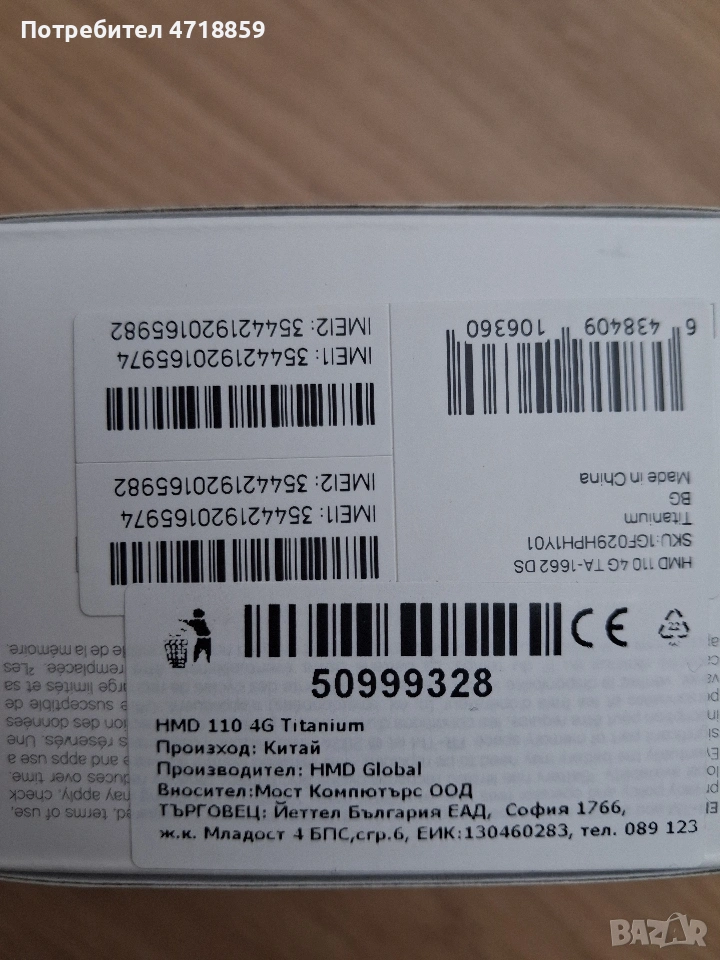 Потребител 4718859
IMEI1: 354421920165974
IMEI2: 354421920165982
IMEI1: 354421920165974
IMEI2: 354421920165982
6 438409 106360
HMD 110 4G TA-1662 DS
SKU:1GF029HPH1Y01
Titanium
BG
Made in China
50999328
HMD 110 4G Titanium
Произход: Китай
Производител: HMD Global
Вносител:Мост Компютърс ООД
ТЪРГОВЕЦ: Йеттел България ЕАД, София 1766,
ж.к. Младост 4 БПС,сгр.6, ЕИК:130460283, тел. 089 123
BAZAR